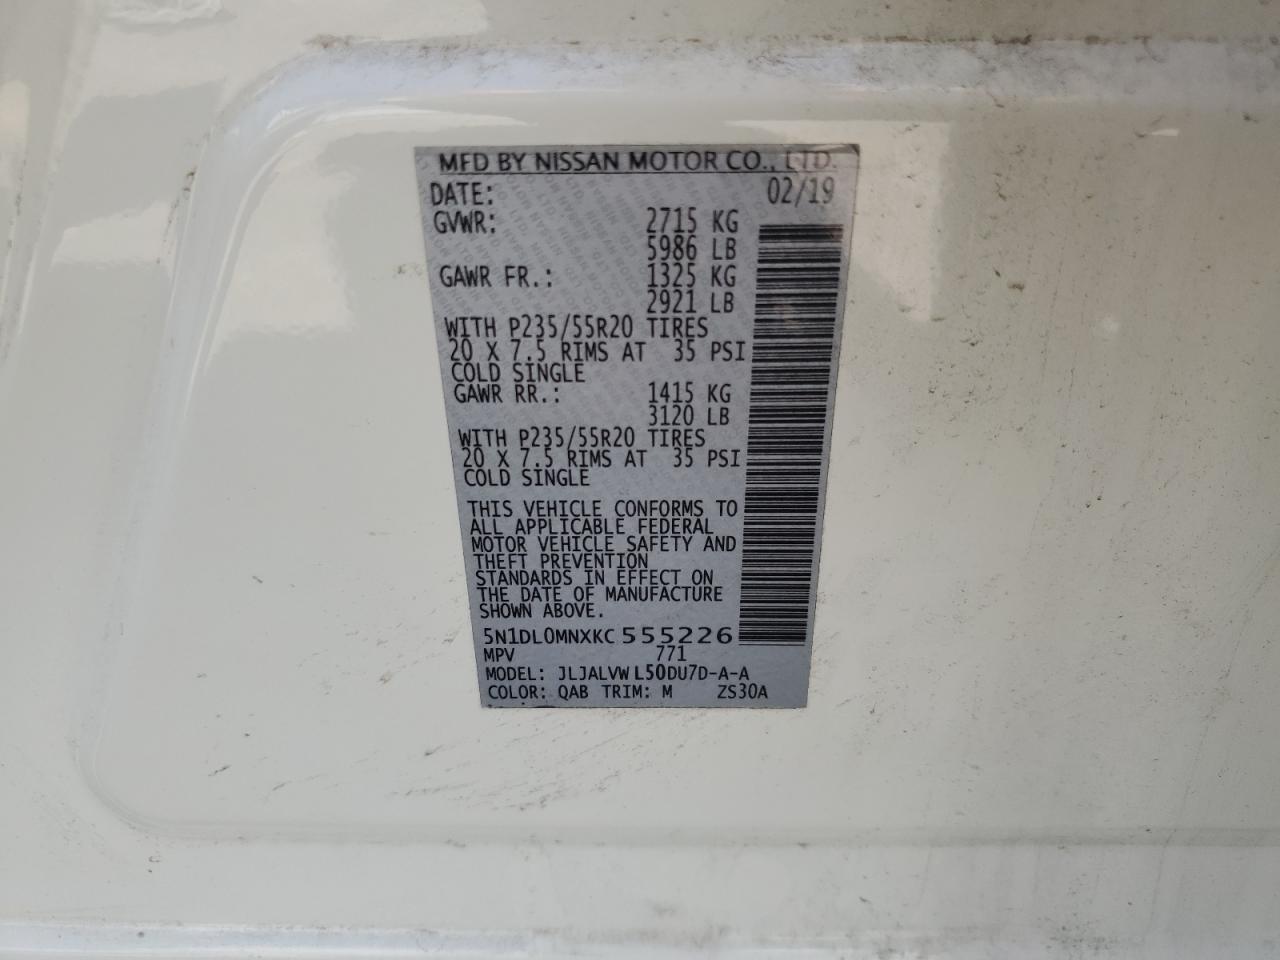 MFD BY NISSAN MOTOR CO., LTD.
DATE: 02/19
GVWR: 2715 KG
5986 LB
GAWR FR.: 1325 KG
2921 LB
WITH P235/55R20 TIRES
20 X 7.5 RIMS AT 35 PSI
COLD SINGLE
GAWR RR.: 1415 KG
3120 LB
WITH P235/55R20 TIRES
20 X 7.5 RIMS AT 35 PSI
COLD SINGLE
THIS VEHICLE CONFORMS TO
ALL APPLICABLE FEDERAL
MOTOR VEHICLE SAFETY AND
THEFT PREVENTION
STANDARDS IN EFFECT ON
THE DATE OF MANUFACTURE
SHOWN ABOVE.
5N1DL0MNXKC555226
MPV 771
MODEL: JLJALVWL50DU7D-A-A
COLOR: QAB TRIM: M ZS30A